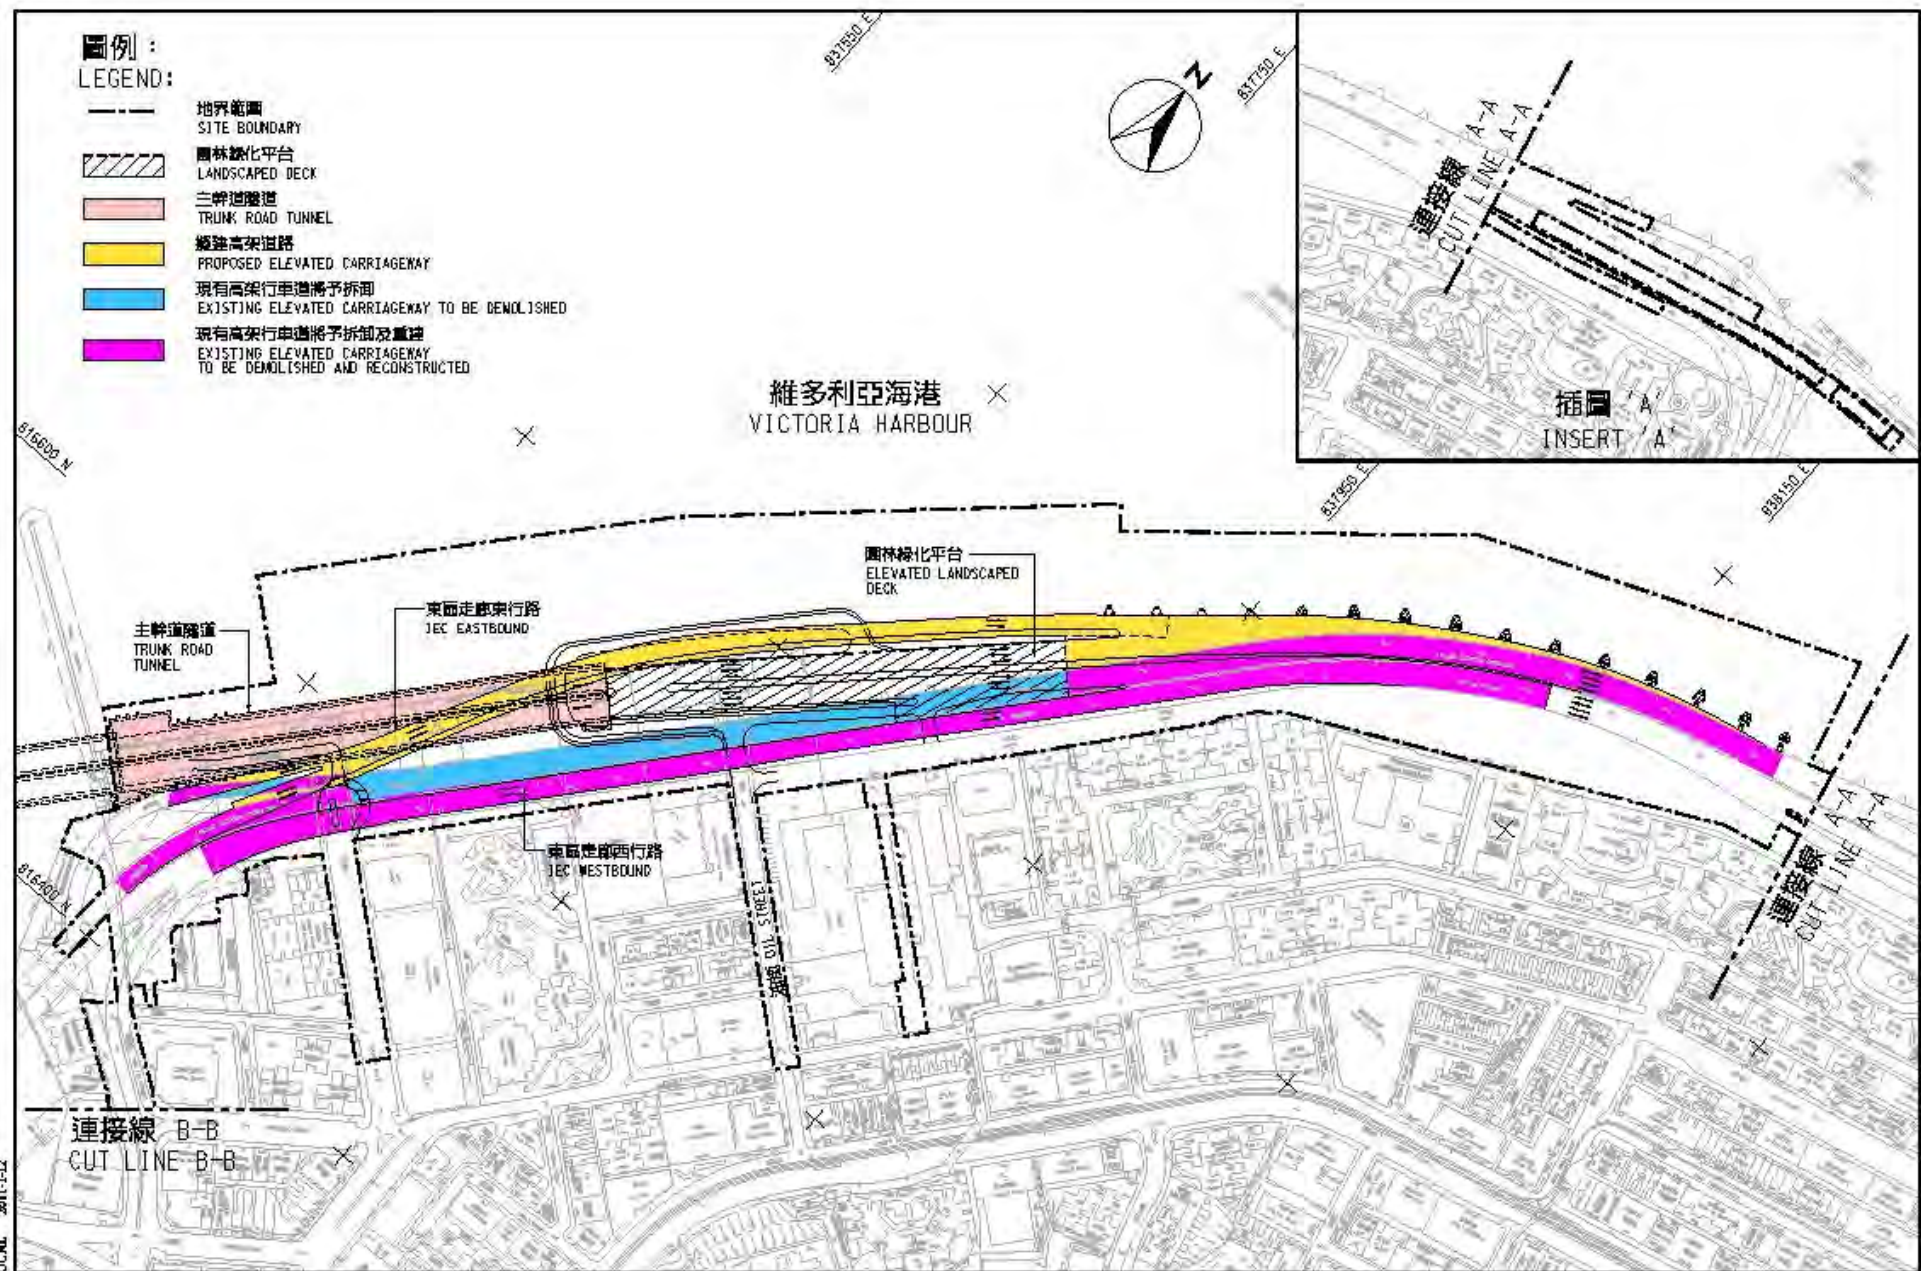 圖例：
LEGEND:
地界範圍
SITE BOUNDARY
園林綠化平台
LANDSCAPED DECK
主幹道隧道
TRUNK ROAD TUNNEL
擬建高架道路
PROPOSED ELEVATED CARRIAGEWAY
現有高架行車道將予拆卸
EXISTING ELEVATED CARRIAGEWAY TO BE DEMOLISHED
現有高架行車道將予拆卸及重建
EXISTING ELEVATED CARRIAGEWAY
TO BE DEMOLISHED AND RECONSTRUCTED
837550 E
N
837750 E
連接線 A-A
CUT LINE A-A
插圖 'A'
INSERT 'A'
維多利亞海港
VICTORIA HARBOUR
816600 N
837950 E
838150 E
園林綠化平台
ELEVATED LANDSCAPED
DECK
東區走廊東行路
IEC EASTBOUND
主幹道隧道
TRUNK ROAD
TUNNEL
東區走廊西行路
IEC WESTBOUND
816400 N
油街 OIL STREET
連接線 A-A
CUT LINE A-A
連接線 B-B
CUT LINE B-B